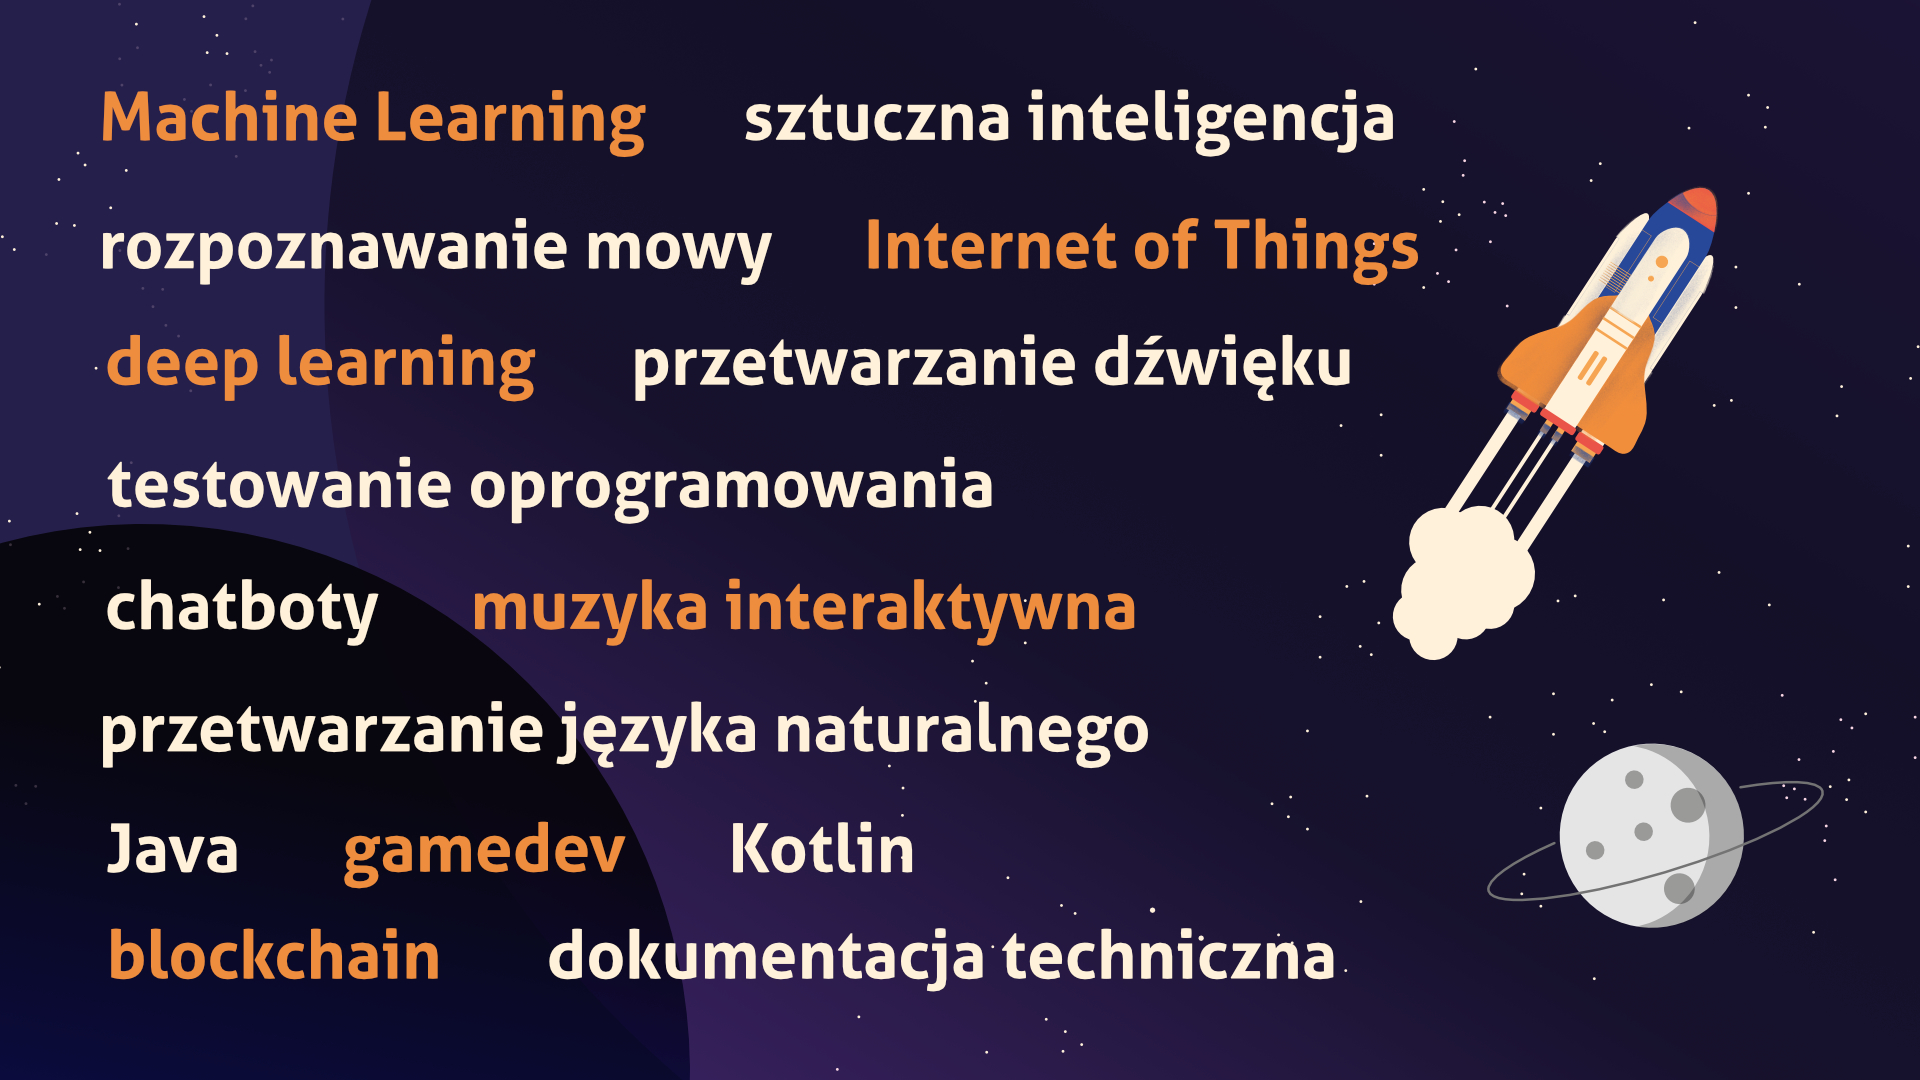 Machine Learning sztuczna inteligencja
rozpoznawanie mowy Internet of Things
deep learning przetwarzanie dźwięku
testowanie oprogramowania
chatboty muzyka interaktywna
przetwarzanie języka naturalnego
Java gamedev Kotlin
blockchain dokumentacja techniczna